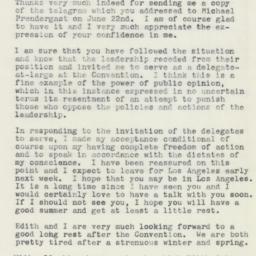 Thanks very much indeed for sending me a copy
of the telegram which you addressed to Michael
Prendergast on June 22nd. I am of course glad
to have it and I very much appreciate the ex-
pression of your confidence in me.
I am sure that you have followed the situation
and know that the leadership receded from their
position and invited me to serve as a delegate-
at-large at the Convention. I think this is a
fine example of the power of public opinion,
which in this instance expressed in no uncertain
terms its resentment of an attempt to punish
those who oppose the policies and actions of the
leadership.
In responding to the invitation of the delegates
to serve, I made my acceptance conditional of
course upon my having complete freedom of action
and to speak in accordance with the dictates of
my conscience. I have been reassured on this
point and I expect to leave for Los Angeles early
next week. I hope that you may be in Los Angeles.
It is a long time since I have seen you and I
would certainly love to have a talk with you soon.
If I should not see you, I hope you will have a
good summer and get at least a little rest.
Edith and I are very much looking forward to a
good long rest after the Convention. We are both
pretty tired after a strenuous winter and spring.